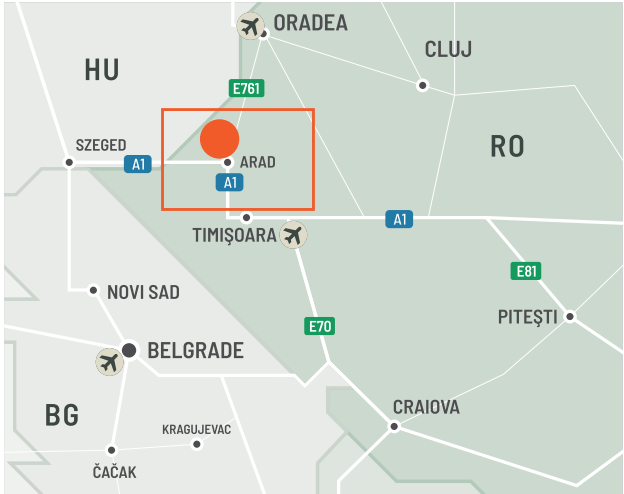 ORADEA
CLUJ
HU
E761
SZEGED
A1
ARAD
RO
A1
A1
TIMIŞOARA
E81
NOVI SAD
PITEŞTI
E70
BELGRADE
BG
CRAIOVA
KRAGUJEVAC
ČAČAK